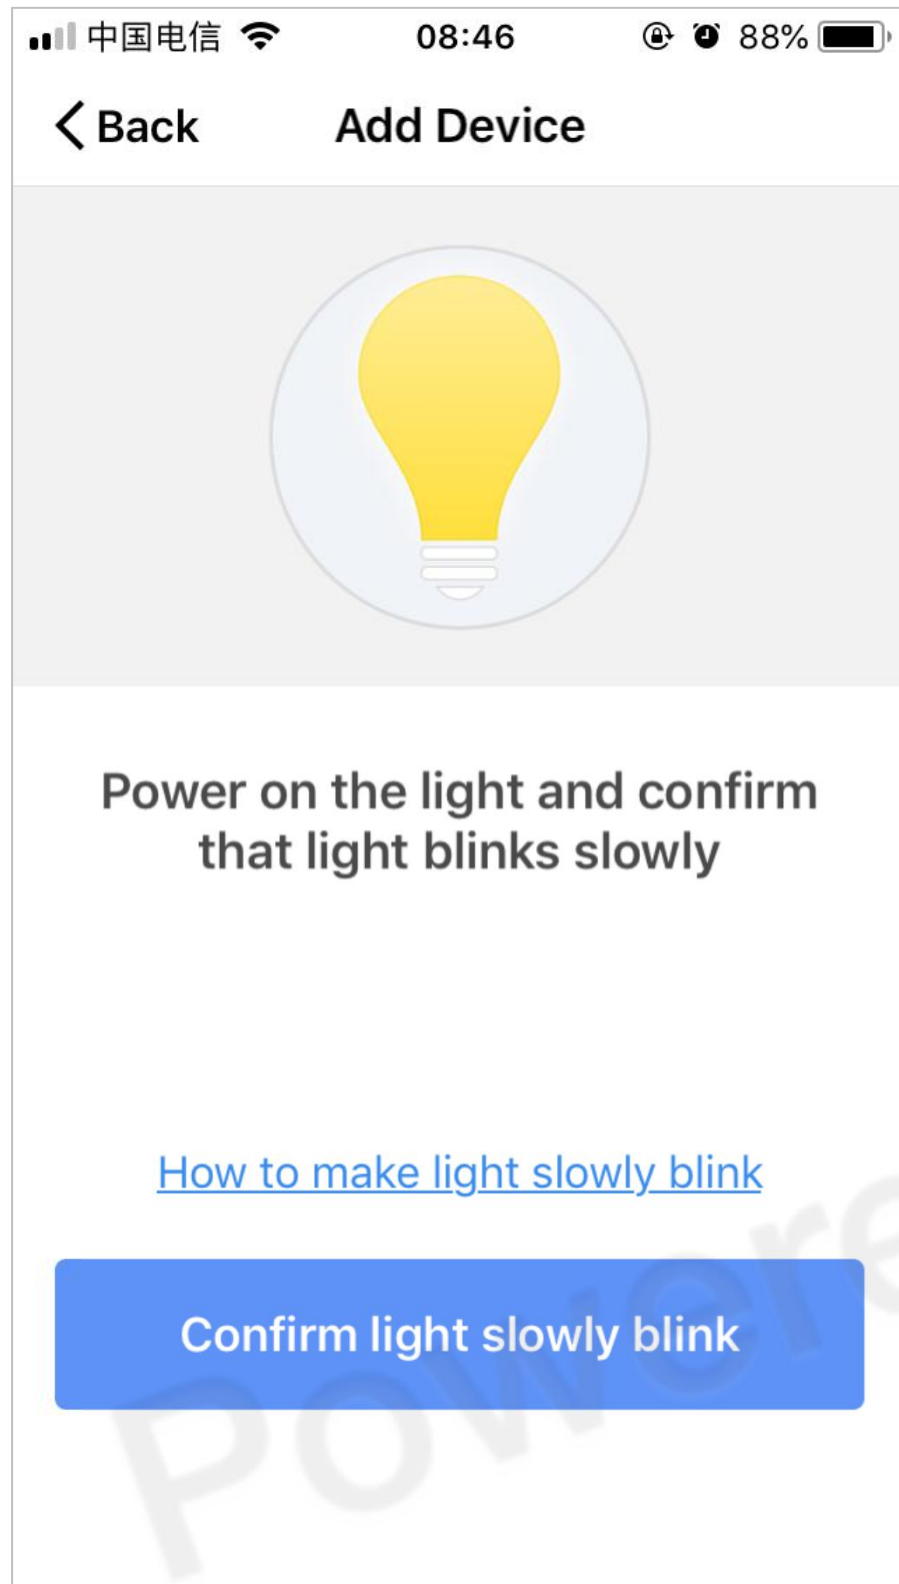 中国电信 08:46 88%
Back Add Device
Power on the light and confirm
that light blinks slowly
How to make light slowly blink
Confirm light slowly blink
Powere